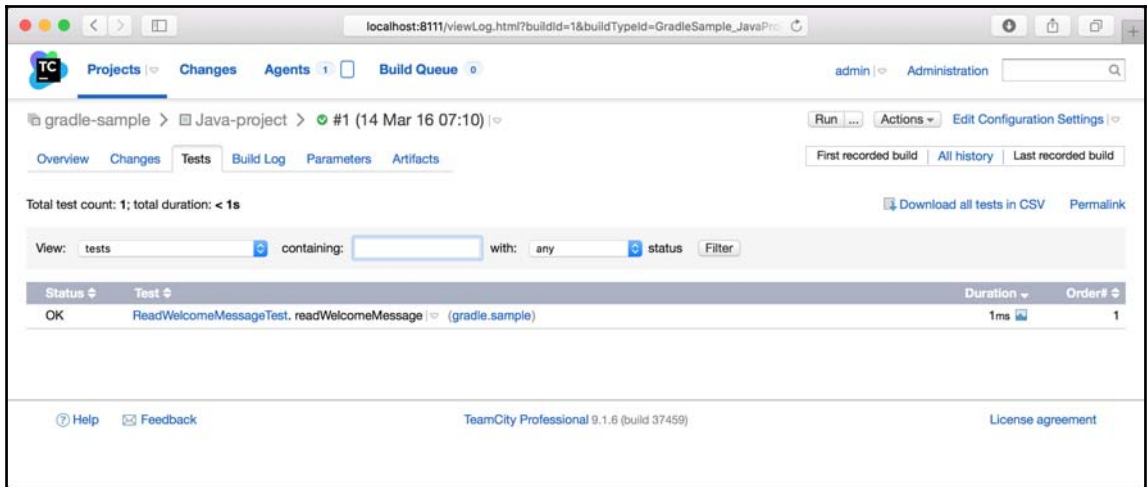 localhost:8111/viewLog.html?buildId=1&buildTypeId=GradleSample_JavaPro
TC Projects Changes Agents 1 Build Queue 0 admin Administration
gradle-sample > Java-project > #1 (14 Mar 16 07:10) Run ... Actions Edit Configuration Settings
Overview Changes Tests Build Log Parameters Artifacts First recorded build All history Last recorded build
Total test count: 1; total duration: < 1s Download all tests in CSV Permalink
View: tests containing: with: any status Filter
Status Test Duration Order#
OK ReadWelcomeMessageTest. readWelcomeMessage (gradle.sample) 1ms 1
? Help Feedback TeamCity Professional 9.1.6 (build 37459) License agreement